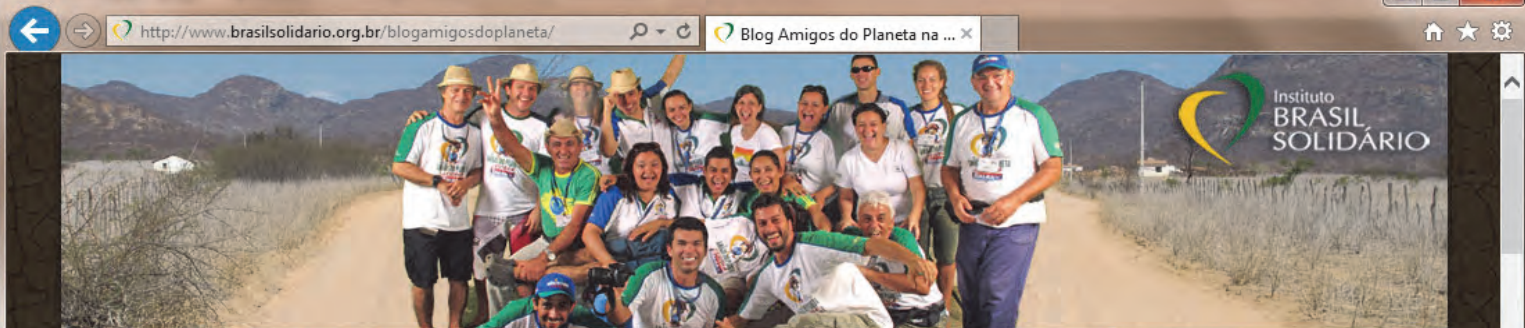 http://www.brasilsolidario.org.br/blogamigosdoplaneta/
Blog Amigos do Planeta na ...
Instituto
BRASIL
SOLIDÁRIO